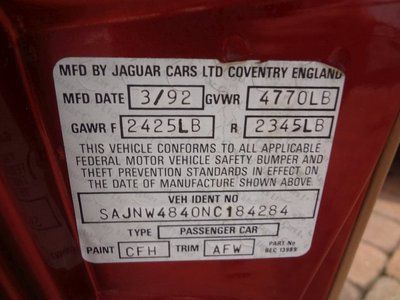 MFD BY JAGUAR CARS LTD COVENTRY ENGLAND
MFD DATE 3/92 GVWR 4770LB
GAWR F 2425LB R 2345LB
THIS VEHICLE CONFORMS TO ALL APPLICABLE
FEDERAL MOTOR VEHICLE SAFETY BUMPER AND
THEFT PREVENTION STANDARDS IN EFFECT ON
THE DATE OF MANUFACTURE SHOWN ABOVE
VEH IDENT NO
SAJNW4840NC184284
TYPE PASSENGER CAR
PAINT CFH TRIM AFW PART No